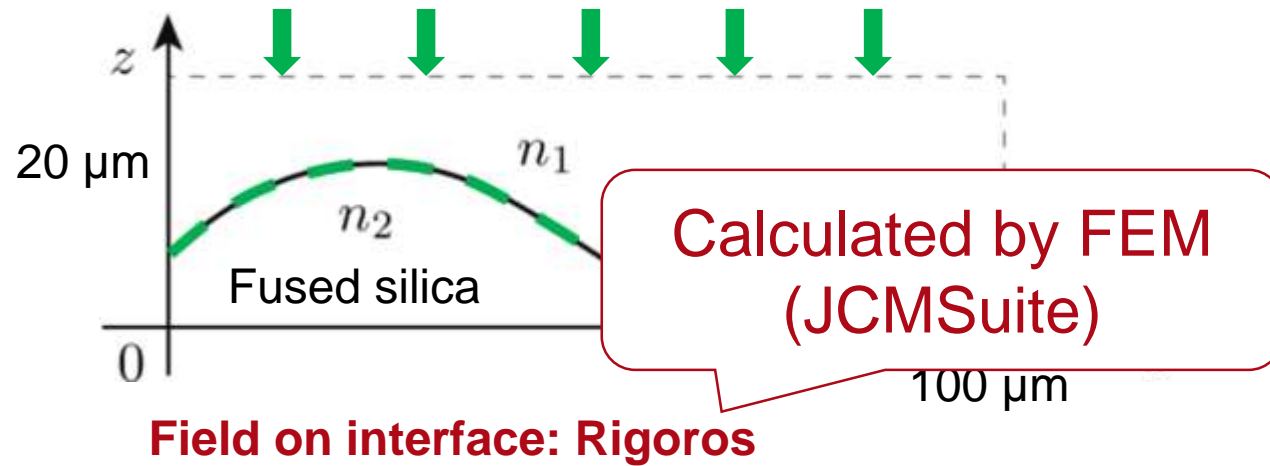 z
20 µm
n₁
n₂
Fused silica
Calculated by FEM
(JCMSuite)
0
100 µm
Field on interface: Rigoros